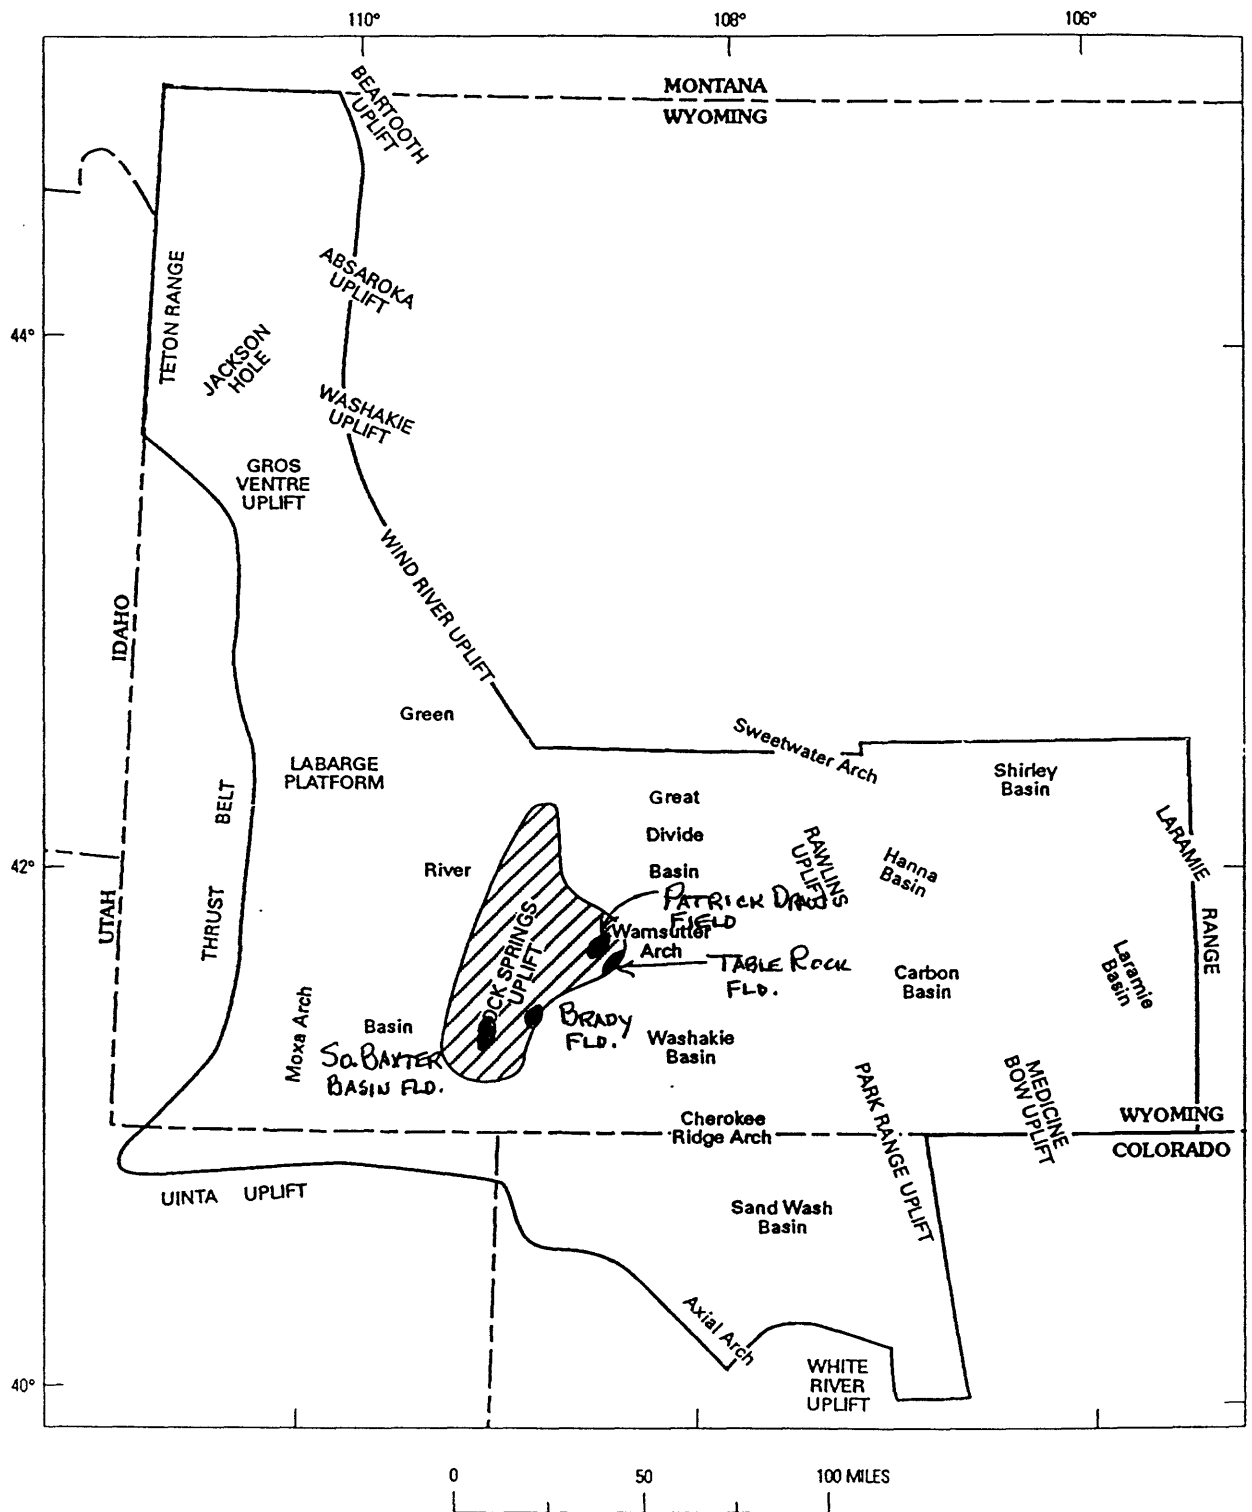 110°
108°
106°
MONTANA
WYOMING
BEARTOOTH
UPLIFT
ABSAROKA
UPLIFT
TETON RANGE
44°
JACKSON
HOLE
WASHAKIE
UPLIFT
GROS
VENTRE
UPLIFT
WIND RIVER UPLIFT
IDAHO
Green
Sweetwater Arch
LABARGE
PLATFORM
Shirley
Basin
Great
Divide
Basin
THRUST BELT
RAWLINS
UPLIFT
Hanna
Basin
LARAMIE
RANGE
42°
River
UTAH
PATRICK DRAW
FIELD
Wamsutter
Arch
OCK SPRINGS
UPLIFT
TABLE ROCK
FLD.
Carbon
Basin
Laramie
Basin
Moxa Arch
Basin
BRADY
FLD.
Washakie
Basin
SO. BAXTER
BASIN FLD.
PARK RANGE UPLIFT
MEDICINE
BOW UPLIFT
Cherokee
Ridge Arch
WYOMING
COLORADO
UINTA UPLIFT
Sand Wash
Basin
Axial Arch
WHITE
RIVER
UPLIFT
40°
0 50 100 MILES